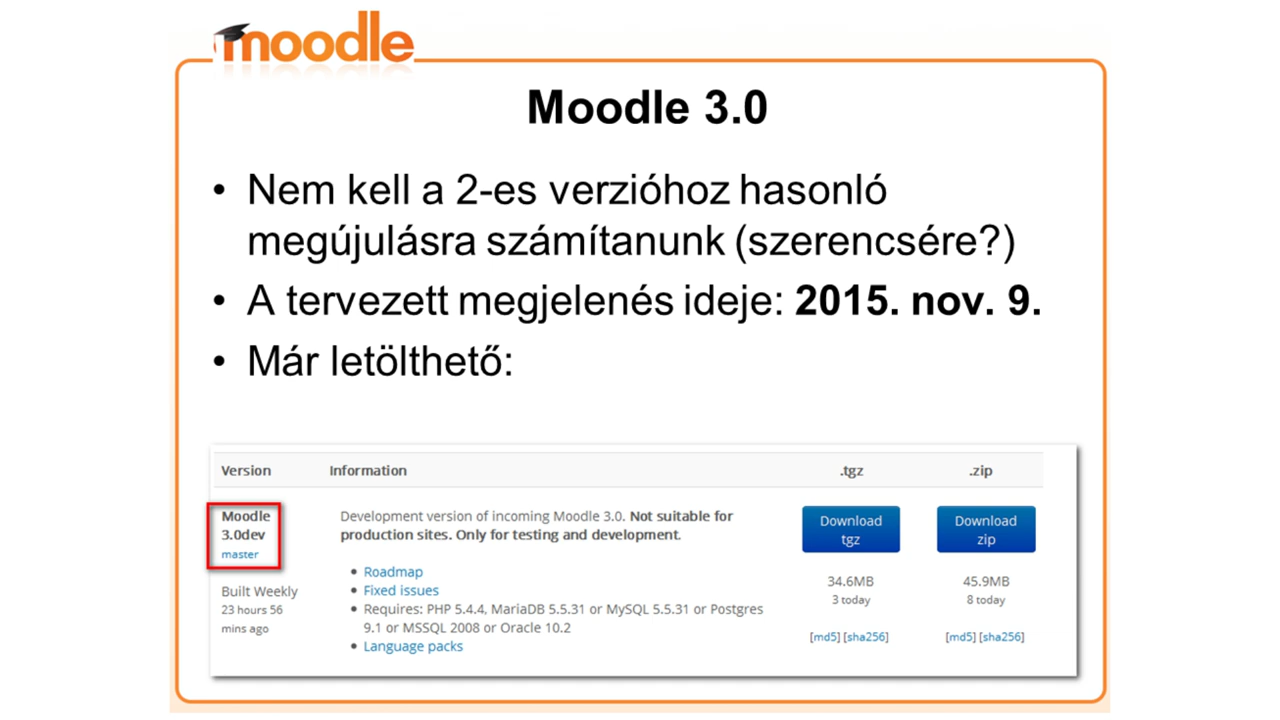 moodle
Moodle 3.0
• Nem kell a 2-es verzióhoz hasonló
megújulásra számítanunk (szerencsére?)
• A tervezett megjelenés ideje: 2015. nov. 9.
• Már letölthető:
Version Information .tgz .zip
Moodle 3.0dev
master
Built Weekly
23 hours 56
mins ago
Development version of incoming Moodle 3.0. Not suitable for
production sites. Only for testing and development.
• Roadmap
• Fixed issues
• Requires: PHP 5.4.4, MariaDB 5.5.31 or MySQL 5.5.31 or Postgres
9.1 or MSSQL 2008 or Oracle 10.2
• Language packs
Download
tgz
34.6MB
3 today
[md5] [sha256]
Download
zip
45.9MB
8 today
[md5] [sha256]